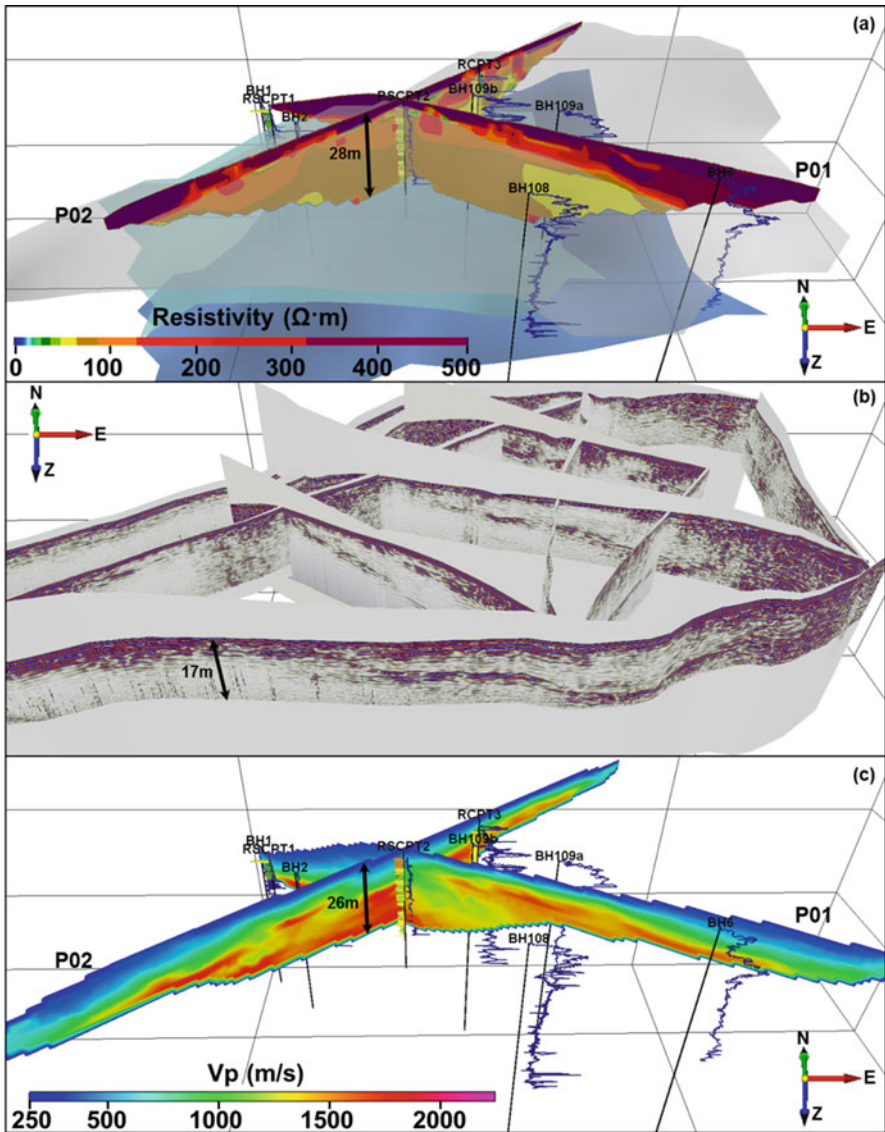 (a)
RCPT3
BH1
RSCPT1
BH2
RSCPT2
BH109b
BH109a
28m
BH6
P01
BH108
P02
Resistivity (Ω·m)
0 100 200 300 400 500
N
E
Z
(b)
N
E
Z
17m
(c)
RCPT3
BH1
RSCPT1
BH2
RSCPT2
BH109b
BH109a
26m
P01
BH6
BH108
P02
Vp (m/s)
250 500 1000 1500 2000
N
E
Z